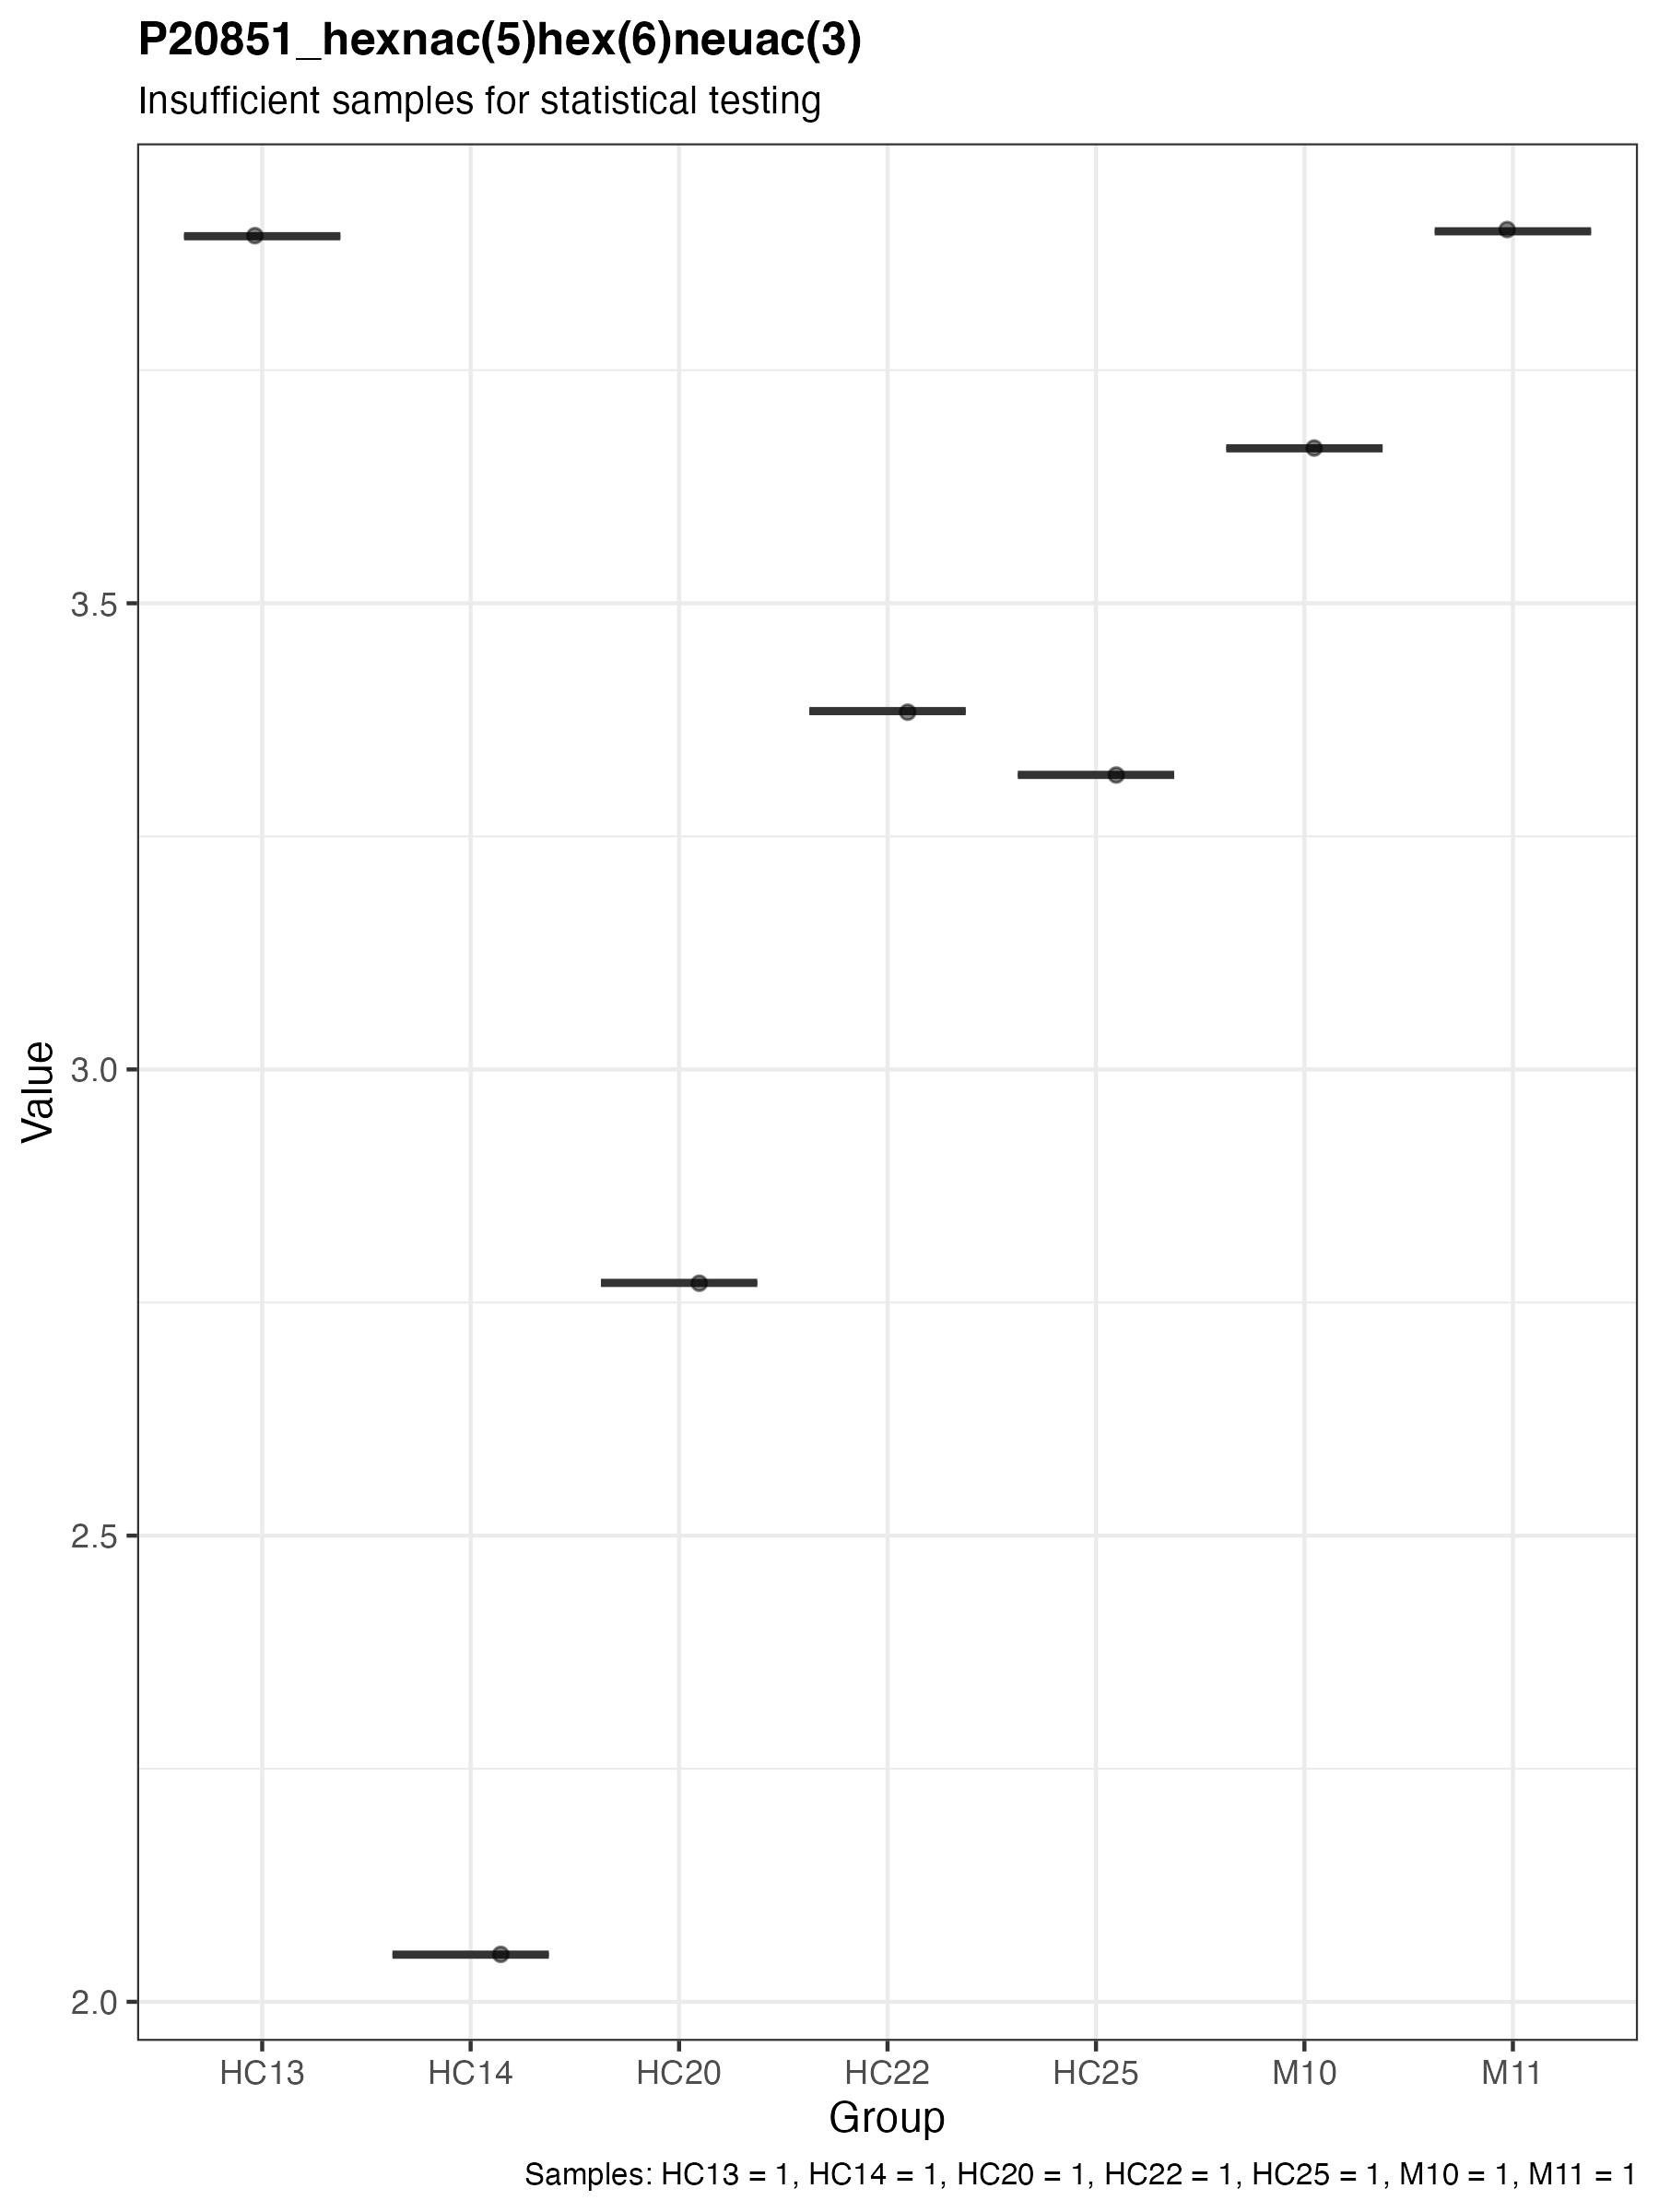 P20851_hexnac(5)hex(6)neuac(3)
Insufficient samples for statistical testing
Value
3.5
3.0
2.5
2.0
HC13 HC14 HC20 HC22 HC25 M10 M11
Group
Samples: HC13 = 1, HC14 = 1, HC20 = 1, HC22 = 1, HC25 = 1, M10 = 1, M11 = 1